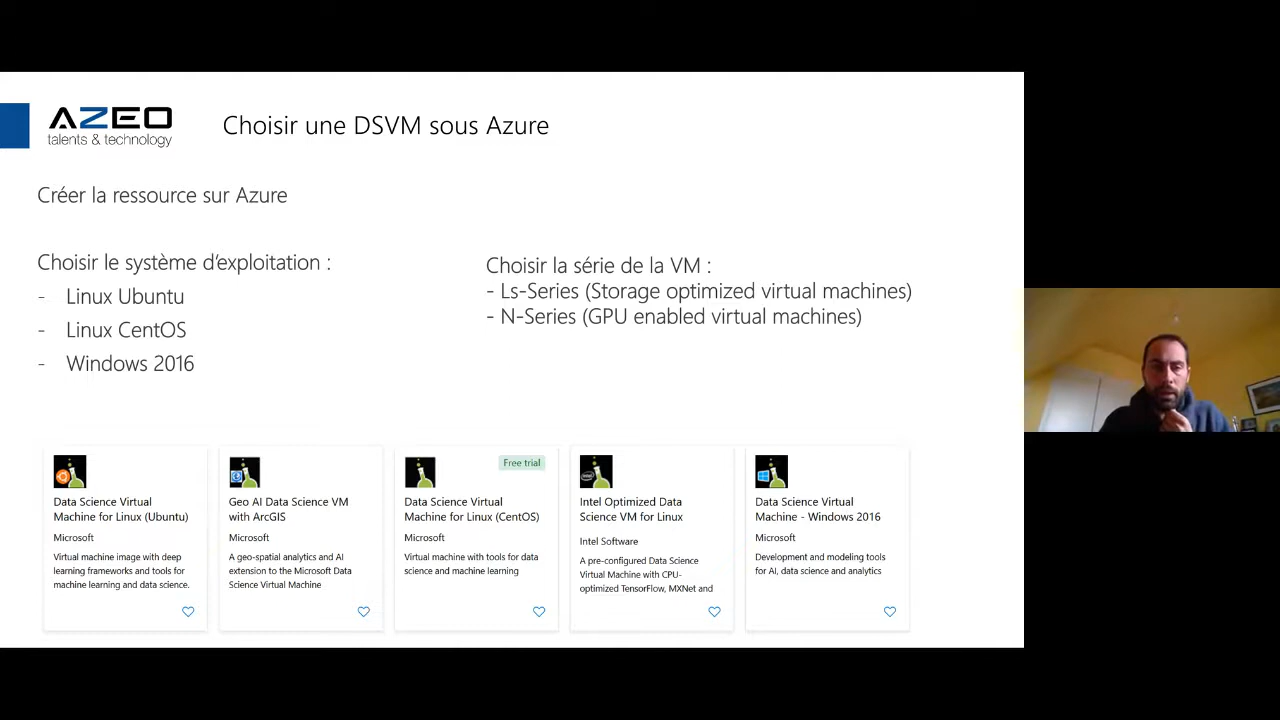 AZEO
talents & technology
Choisir une DSVM sous Azure
Créer la ressource sur Azure
Choisir le système d'exploitation :
- Linux Ubuntu
- Linux CentOS
- Windows 2016
Choisir la série de la VM :
- Ls-Series (Storage optimized virtual machines)
- N-Series (GPU enabled virtual machines)
Data Science Virtual
Machine for Linux (Ubuntu)
Microsoft
Virtual machine image with deep
learning frameworks and tools for
machine learning and data science.
Geo AI Data Science VM
with ArcGIS
Microsoft
A geo-spatial analytics and AI
extension to the Microsoft Data
Science Virtual Machine
Free trial
Data Science Virtual
Machine for Linux (CentOS)
Microsoft
Virtual machine with tools for data
science and machine learning
intel
Intel Optimized Data
Science VM for Linux
Intel Software
A pre-configured Data Science
Virtual Machine with CPU-
optimized TensorFlow, MXNet and
Data Science Virtual
Machine - Windows 2016
Microsoft
Development and modeling tools
for AI, data science and analytics